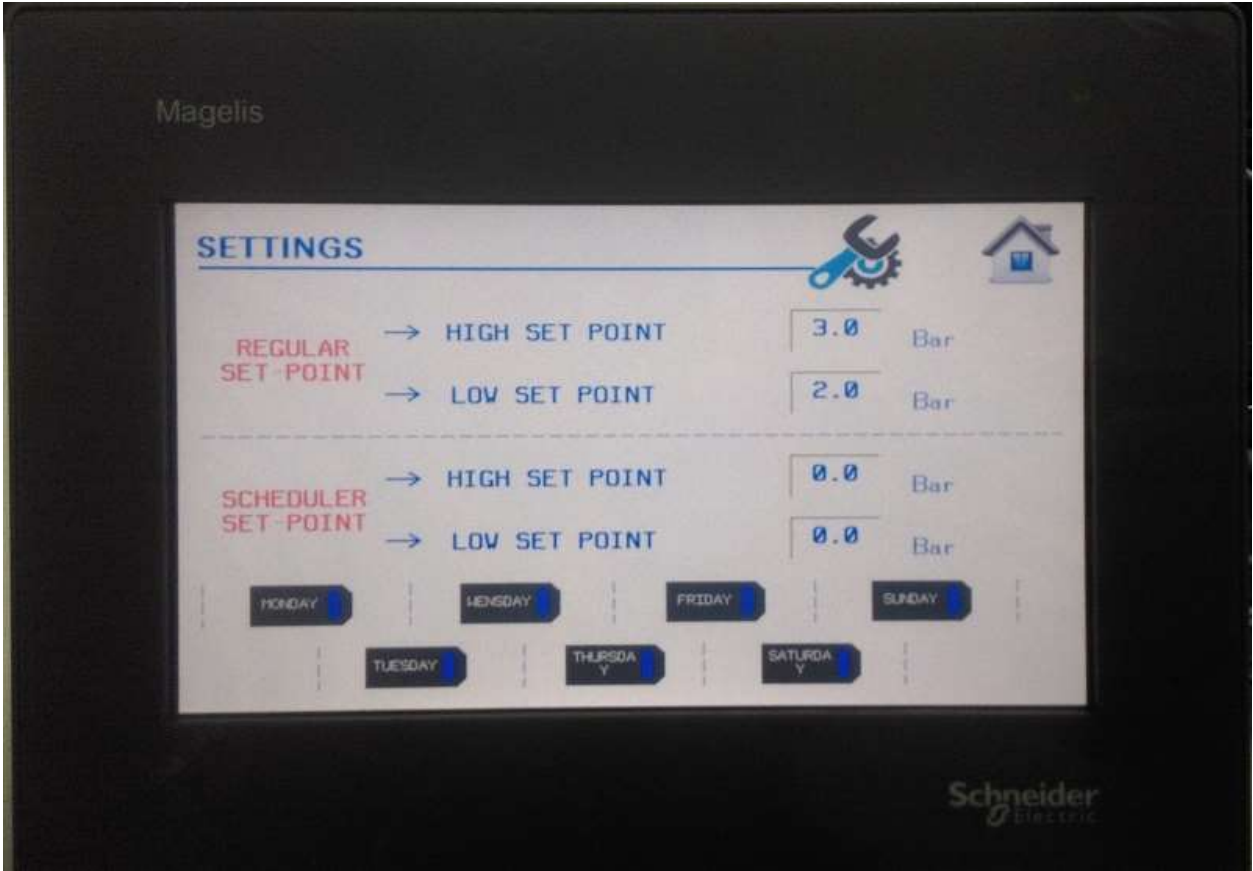 Magelis
SETTINGS
REGULAR
SET-POINT
→ HIGH SET POINT 3.0 Bar
→ LOW SET POINT 2.0 Bar
SCHEDULER
SET-POINT
→ HIGH SET POINT 0.0 Bar
→ LOW SET POINT 0.0 Bar
MONDAY WENSDAY FRIDAY SUNDAY
TUESDAY THURSDA
Y SATURDA
Y
Schneider
Electric